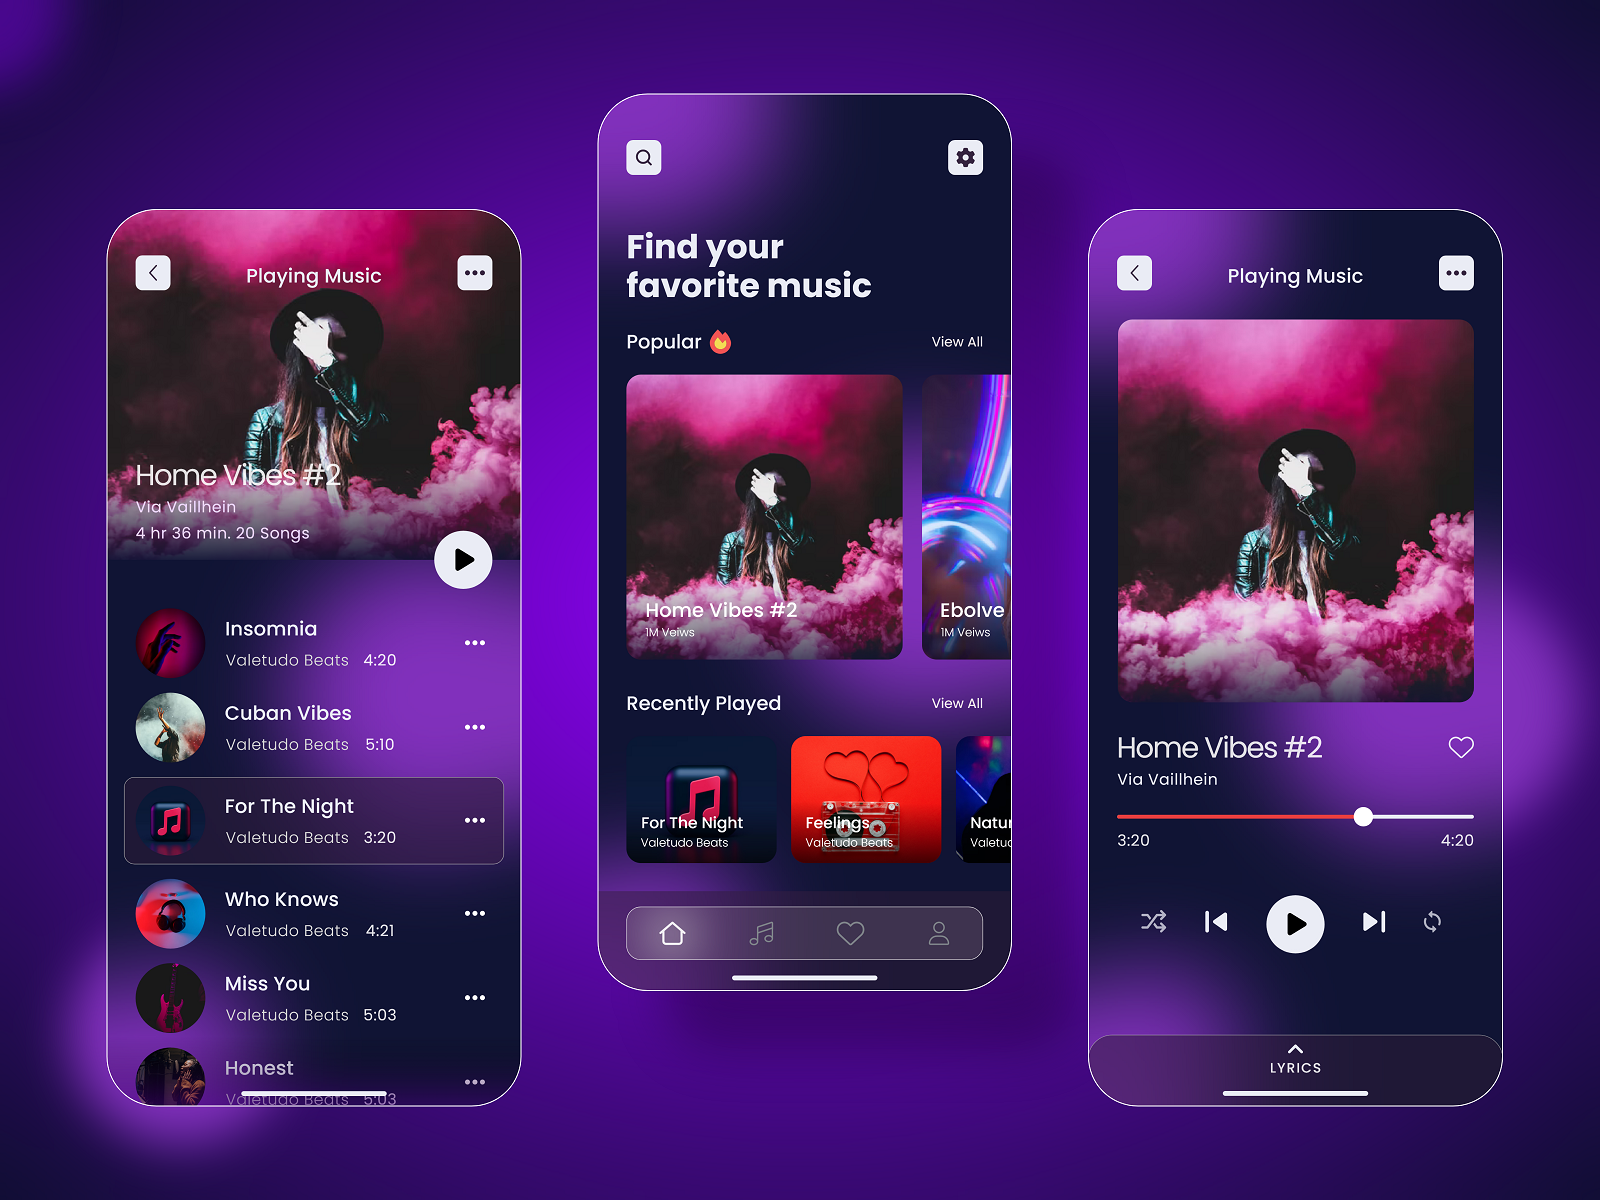 Playing Music
Home Vibes #2
Via Vaillhein
4 hr 36 min. 20 Songs
Insomnia
Valetudo Beats 4:20
Cuban Vibes
Valetudo Beats 5:10
For The Night
Valetudo Beats 3:20
Who Knows
Valetudo Beats 4:21
Miss You
Valetudo Beats 5:03
Honest
Valetudo Beats 5:03
Find your
favorite music
Popular
View All
Home Vibes #2
1M Veiws
Ebolve
1M Veiws
Recently Played
View All
For The Night
Valetudo Beats
Feelings
Valetudo Beats
Natur
Valetuc
Playing Music
Home Vibes #2
Via Vaillhein
3:20
4:20
LYRICS